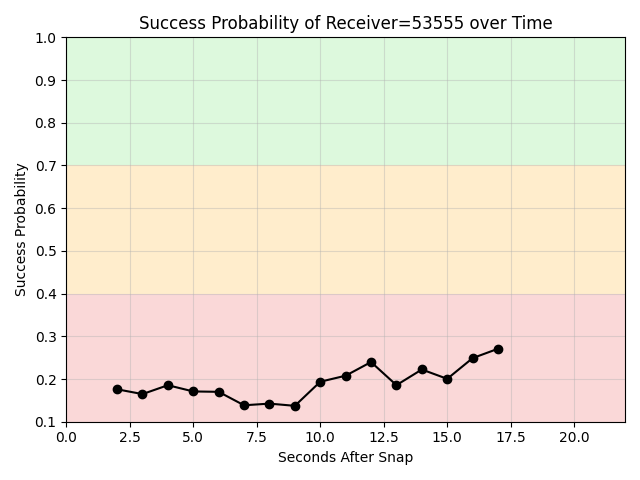 Success Probability of Receiver=53555 over Time
1.0
0.9
0.8
0.7
0.6
0.5
0.4
0.3
0.2
0.1
Success Probability
0.0 2.5 5.0 7.5 10.0 12.5 15.0 17.5 20.0
Seconds After Snap